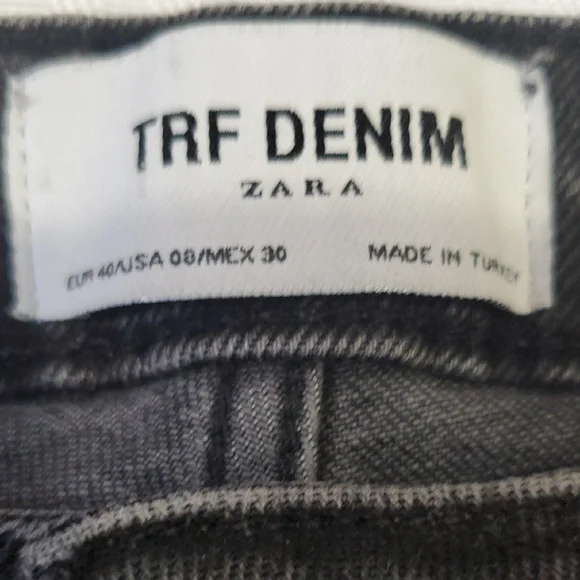 TRF DENIM
ZARA
EUR 40/USA 08/MEX 30 MADE IN TURKEY